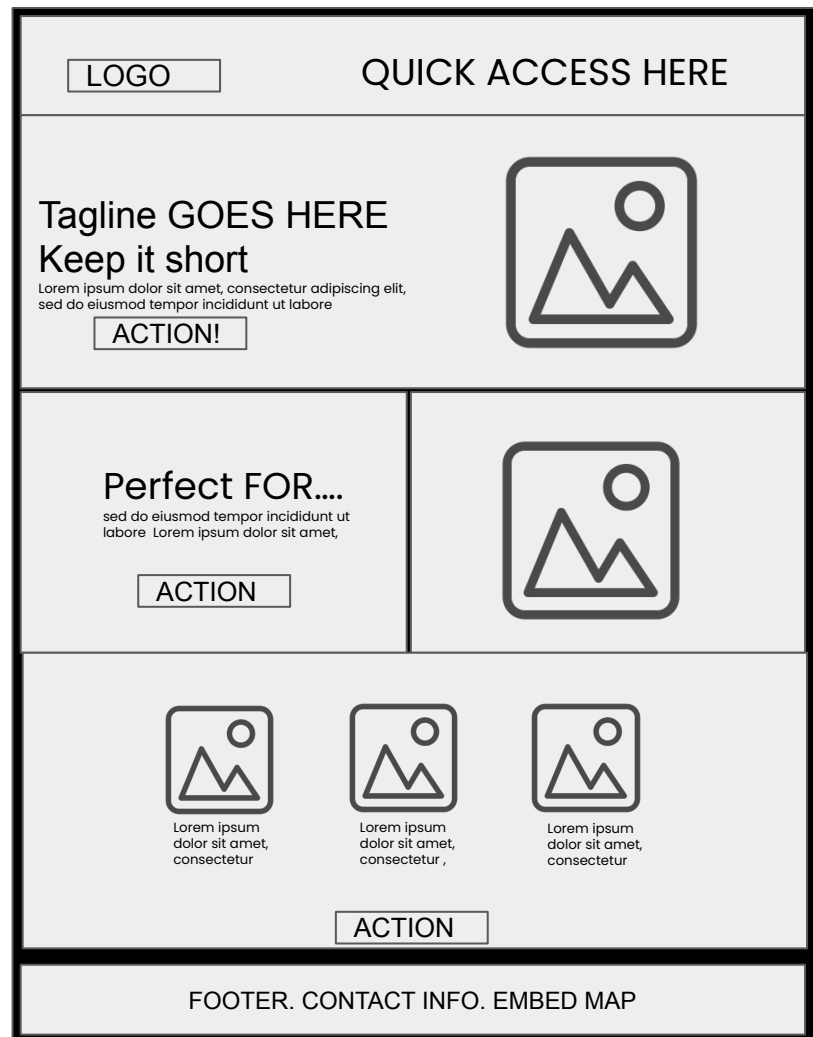 LOGO
QUICK ACCESS HERE
Tagline GOES HERE
Keep it short
Lorem ipsum dolor sit amet, consectetur adipiscing elit,
sed do eiusmod tempor incididunt ut labore
ACTION!
Perfect FOR....
sed do eiusmod tempor incididunt ut
labore  Lorem ipsum dolor sit amet,
ACTION
Lorem ipsum
dolor sit amet,
consectetur
Lorem ipsum
dolor sit amet,
consectetur ,
Lorem ipsum
dolor sit amet,
consectetur
ACTION
FOOTER. CONTACT INFO. EMBED MAP